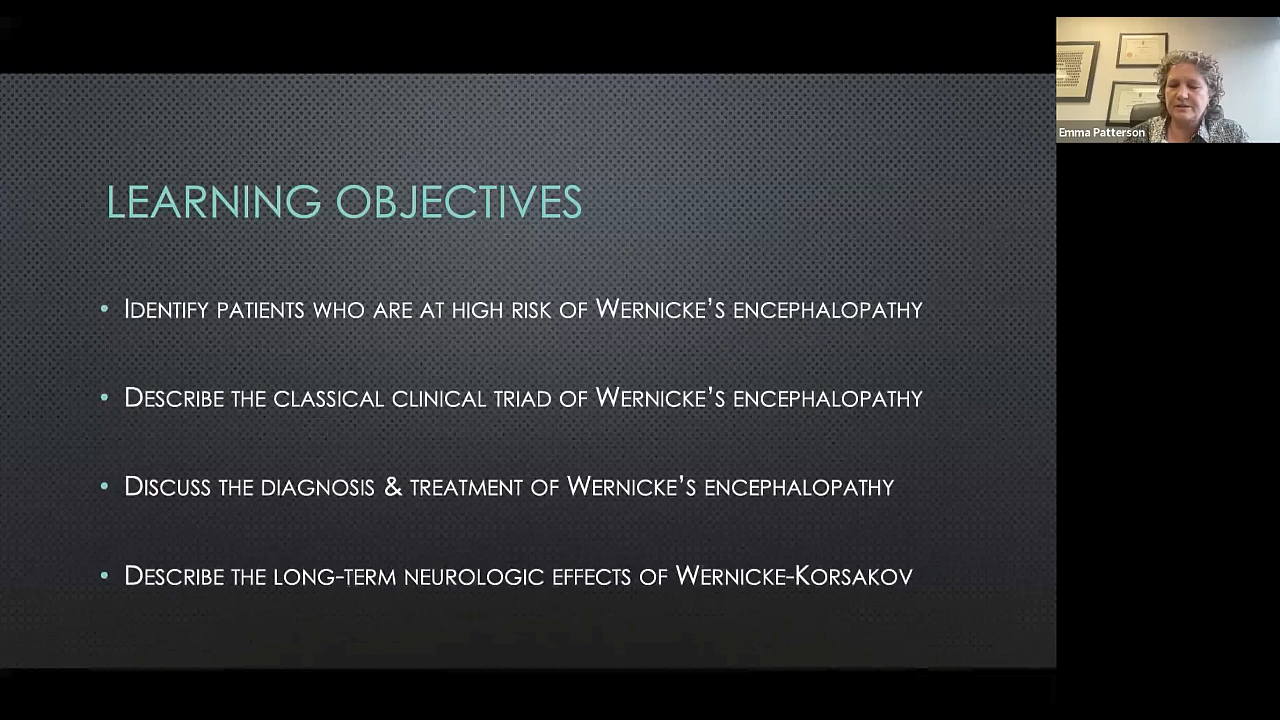 LEARNING OBJECTIVES
• IDENTIFY PATIENTS WHO ARE AT HIGH RISK OF WERNICKE’S ENCEPHALOPATHY
• DESCRIBE THE CLASSICAL CLINICAL TRIAD OF WERNICKE’S ENCEPHALOPATHY
• DISCUSS THE DIAGNOSIS & TREATMENT OF WERNICKE’S ENCEPHALOPATHY
• DESCRIBE THE LONG-TERM NEUROLOGIC EFFECTS OF WERNICKE-KORSAKOV
Emma Patterson